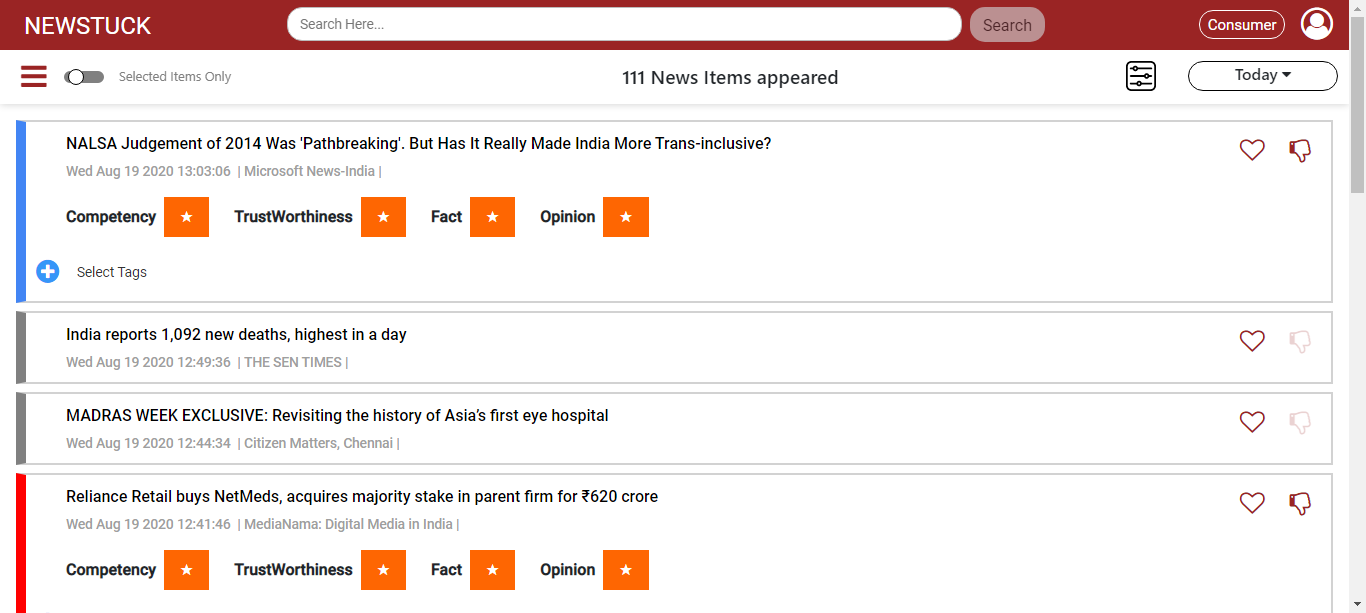 NEWSTUCK
Search Here...
Search
Consumer
Selected Items Only
111 News Items appeared
Today
NALSA Judgement of 2014 Was 'Pathbreaking'. But Has It Really Made India More Trans-inclusive?
Wed Aug 19 2020 13:03:06 | Microsoft News-India |
Competency TrustWorthiness Fact Opinion
Select Tags
India reports 1,092 new deaths, highest in a day
Wed Aug 19 2020 12:49:36 | THE SEN TIMES |
MADRAS WEEK EXCLUSIVE: Revisiting the history of Asia’s first eye hospital
Wed Aug 19 2020 12:44:34 | Citizen Matters, Chennai |
Reliance Retail buys NetMeds, acquires majority stake in parent firm for ₹620 crore
Wed Aug 19 2020 12:41:46 | MediaNama: Digital Media in India |
Competency TrustWorthiness Fact Opinion